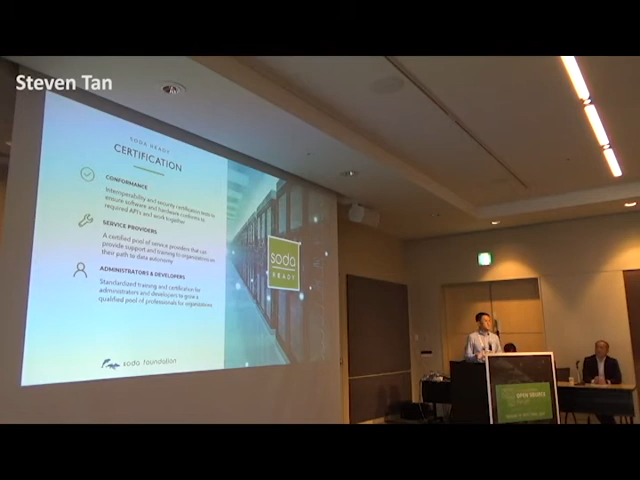 Steven Tan
SODA READY
CERTIFICATION
CONFORMANCE
Interoperability and security certification tests to
ensure software and hardware conforms to
required API's and work together
SERVICE PROVIDERS
A certified pool of service providers that can
provide support and training to organizations on
their path to data autonomy
ADMINISTRATORS & DEVELOPERS
Standardized training and certification for
administrators and developers to grow a
qualified pool of professionals for organizations
soda foundation
soda
READY
OPEN SOURCE